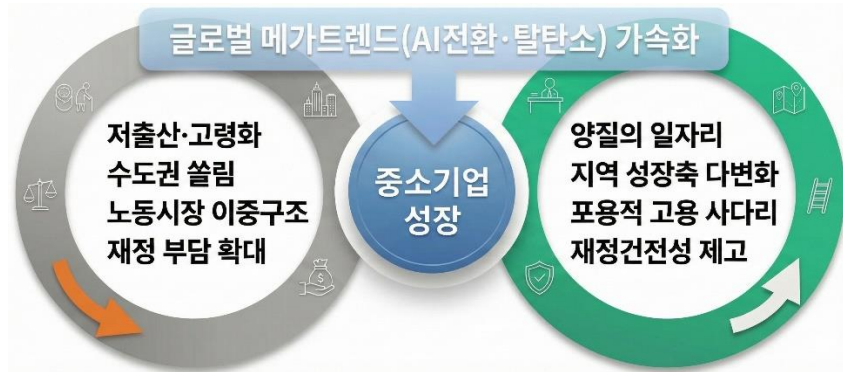 글로벌 메가트렌드(AI전환·탈탄소) 가속화
저출산·고령화
수도권 쏠림
노동시장 이중구조
재정 부담 확대
중소기업
성장
양질의 일자리
지역 성장축 다변화
포용적 고용 사다리
재정건전성 제고
$